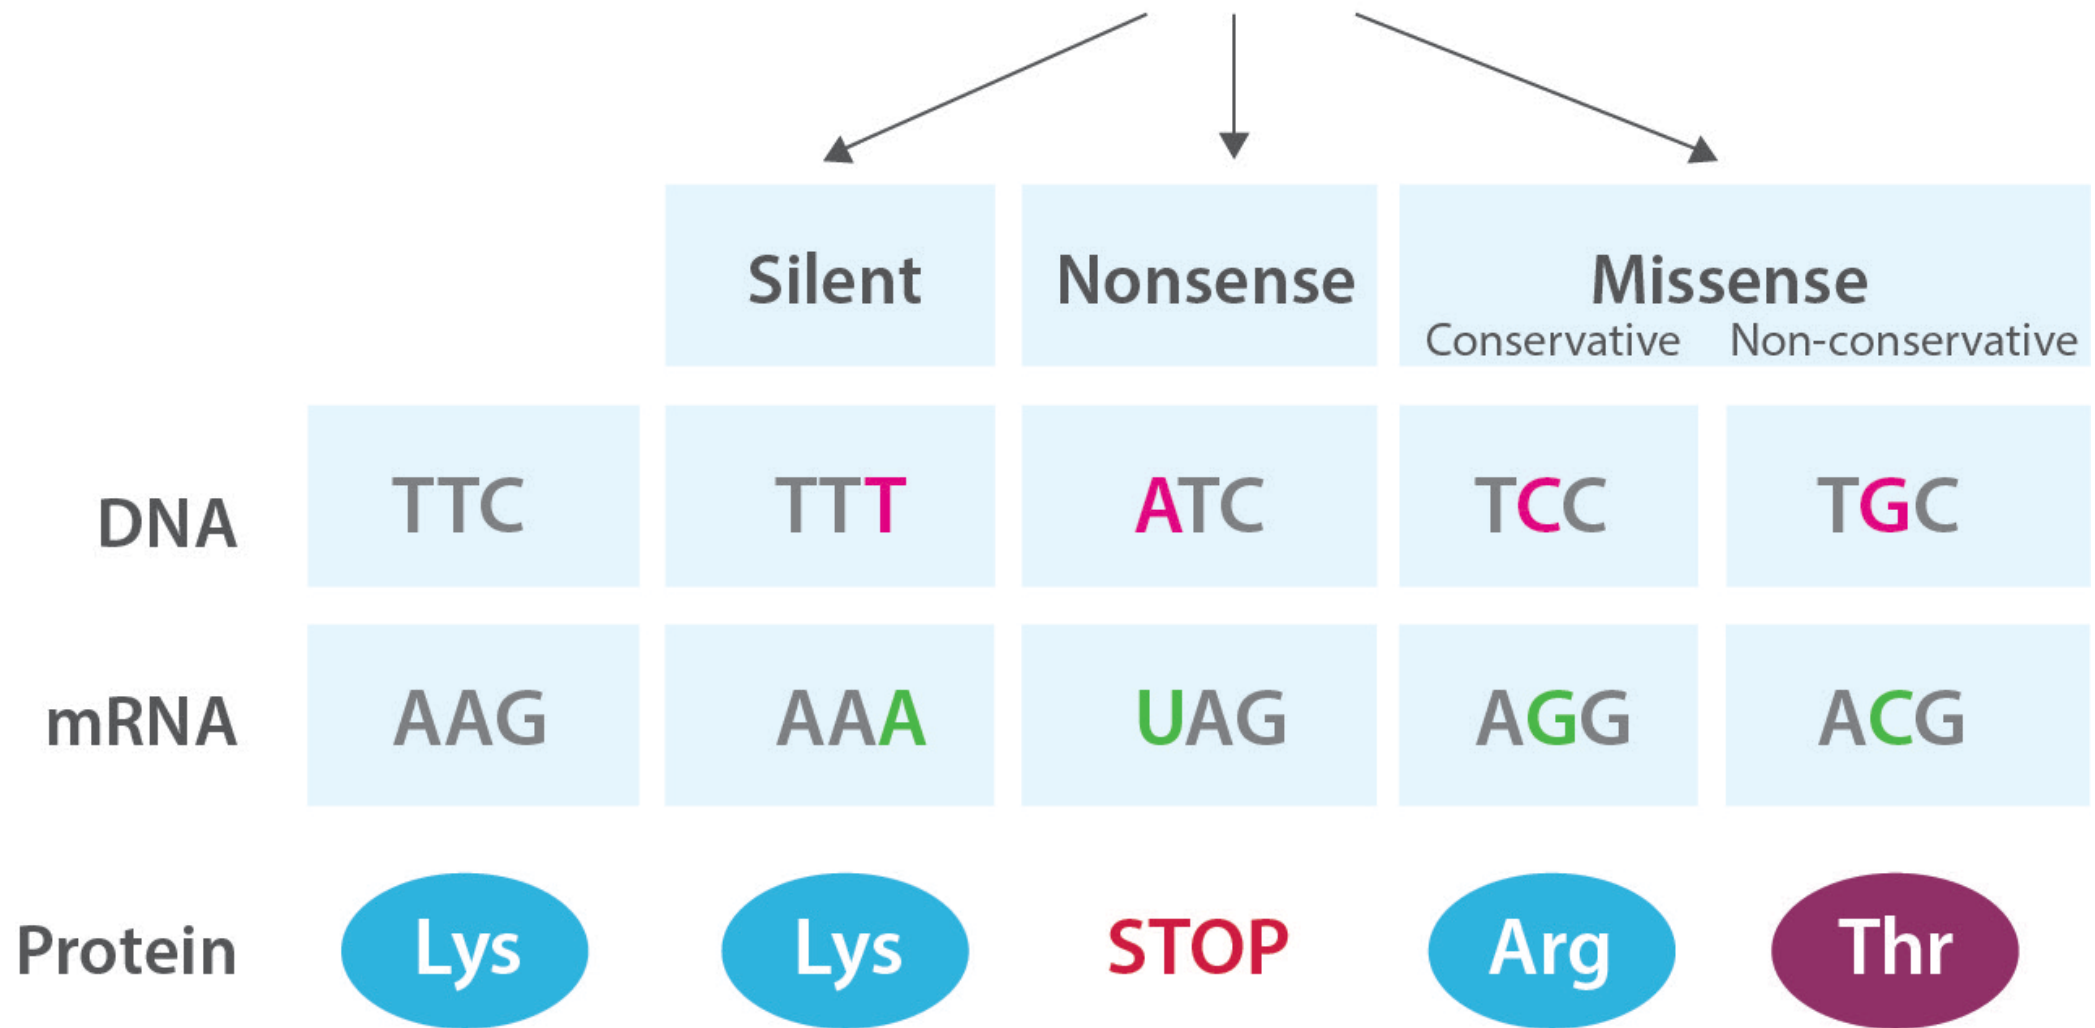 Silent Nonsense Missense
Conservative Non-conservative
DNA TTC TTT ATC TCC TGC
mRNA AAG AAA UAG AGG ACG
Protein Lys Lys STOP Arg Thr